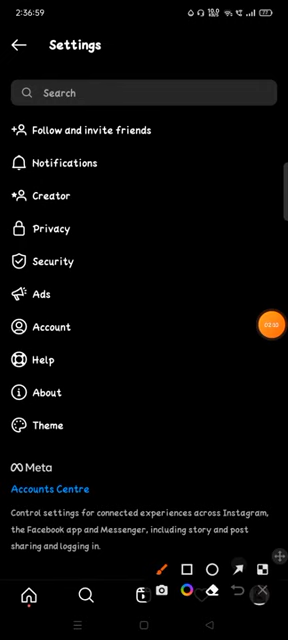 2:36:59
Settings
Search
Follow and invite friends
Notifications
Creator
Privacy
Security
Ads
Account
Help
About
Theme
Meta
Accounts Centre
Control settings for connected experiences across Instagram,
the Facebook app and Messenger, including story and post
sharing and logging in.